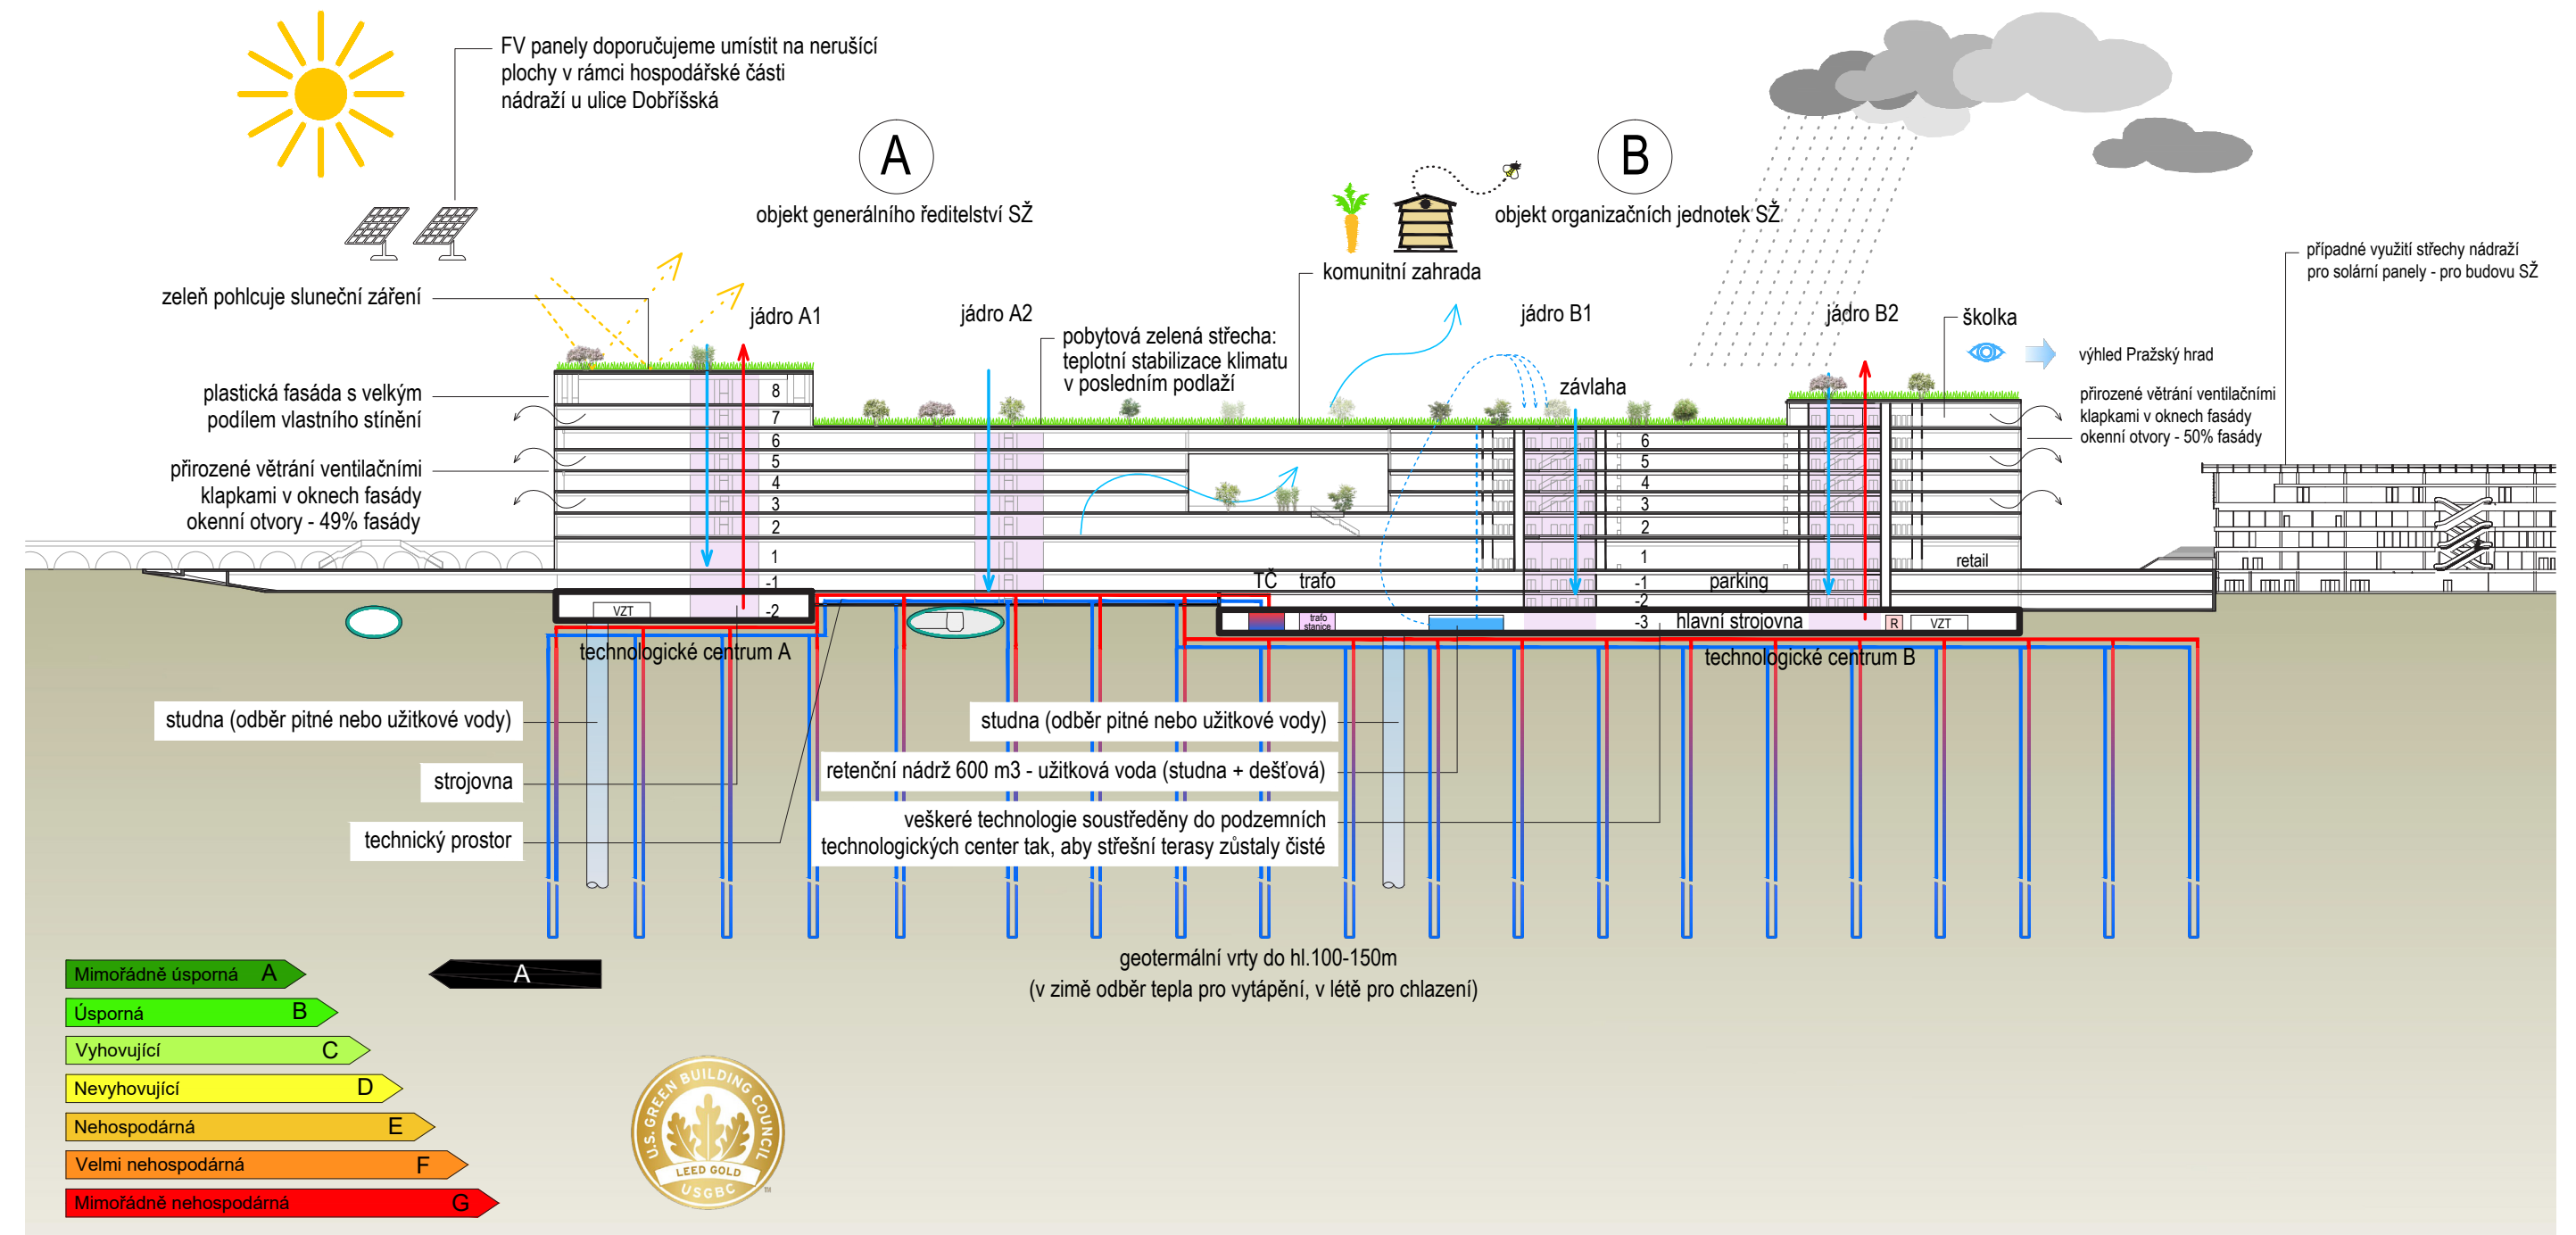 FV panely doporučujeme umístit na nerušící
plochy v rámci hospodářské části
nádraží u ulice Dobříšská
A
objekt generálního ředitelství SŽ
B
objekt organizačních jednotek SŽ
komunitní zahrada
případné využití střechy nádraží
pro solární panely - pro budovu SŽ
zeleň pohlcuje sluneční záření
jádro A1
jádro A2
jádro B1
jádro B2
školka
výhled Pražský hrad
pobytová zelená střecha:
teplotní stabilizace klimatu
v posledním podlaží
závlaha
plastická fasáda s velkým
podílem vlastního stínění
přirozené větrání ventilačními
klapkami v oknech fasády
okenní otvory - 50% fasády
přirozené větrání ventilačními
klapkami v oknech fasády
okenní otvory - 49% fasády
8
7
6
5
4
3
2
1
-1
-2
6
5
4
3
2
1
-1
-2
-3
retail
TČ
trafo
parking
VZT
trafo
stanice
hlavní strojovna
R
VZT
technologické centrum A
technologické centrum B
studna (odběr pitné nebo užitkové vody)
strojovna
technický prostor
studna (odběr pitné nebo užitkové vody)
retenční nádrž 600 m3 - užitková voda (studna + dešťová)
veškeré technologie soustředěny do podzemních
technologických center tak, aby střešní terasy zůstaly čisté
geotermální vrty do hl.100-150m
(v zimě odběr tepla pro vytápění, v létě pro chlazení)
Mimořádně úsporná A
A
Úsporná B
Vyhovující C
Nevyhovující D
Nehospodárná E
Velmi nehospodárná F
Mimořádně nehospodárná G
U.S. GREEN BUILDING COUNCIL
LEED GOLD
USGBC
TM